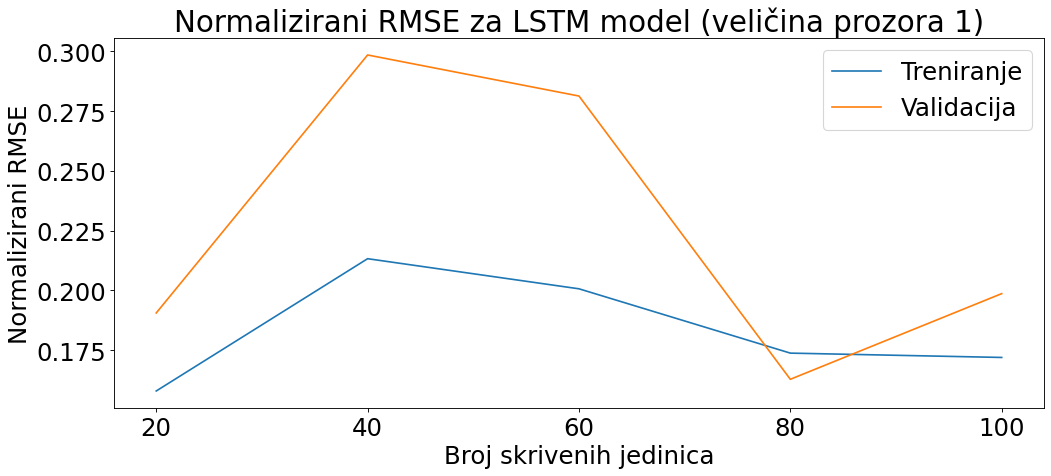 Normalizirani RMSE za LSTM model (veličina prozora 1)
Normalizirani RMSE
0.300
0.275
0.250
0.225
0.200
0.175
Treniranje
Validacija
20 40 60 80 100
Broj skrivenih jedinica